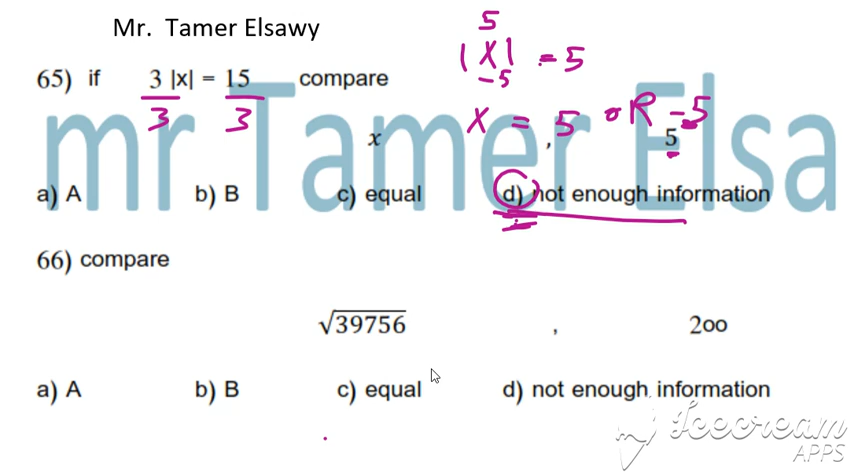 Mr. Tamer Elsawy
5
|x| = 5
-5
65) if 3 |x| = 15 compare
3 3
x = 5 oR -5
x , 5
mr Tamer Elsa
a) A b) B c) equal d) not enough information
66) compare
√39756 , 2oo
a) A b) B c) equal d) not enough information
Icecream
APPS